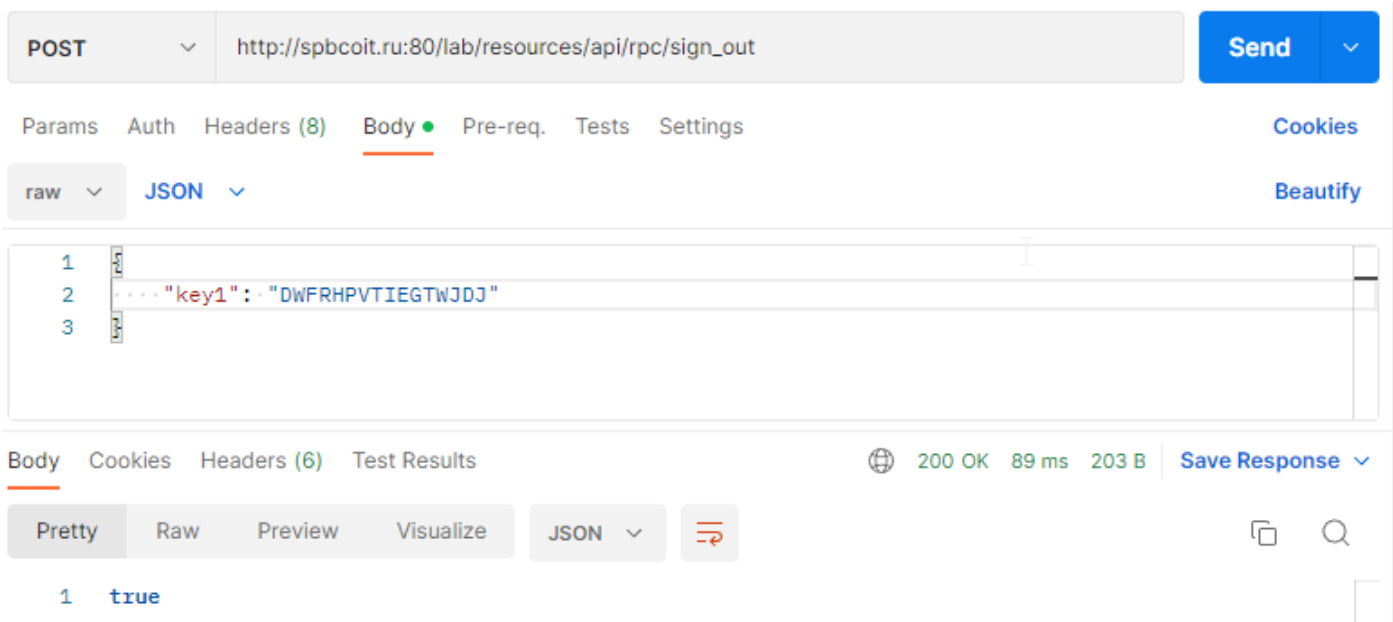 POST http://spbcoit.ru:80/lab/resources/api/rpc/sign_out Send
Params Auth Headers (8) Body Pre-req. Tests Settings Cookies
raw JSON Beautify
1 {
2 "key1": "DWFRHPVTIEGTWJDJ"
3 }
Body Cookies Headers (6) Test Results 200 OK 89 ms 203 B Save Response
Pretty Raw Preview Visualize JSON
1 true